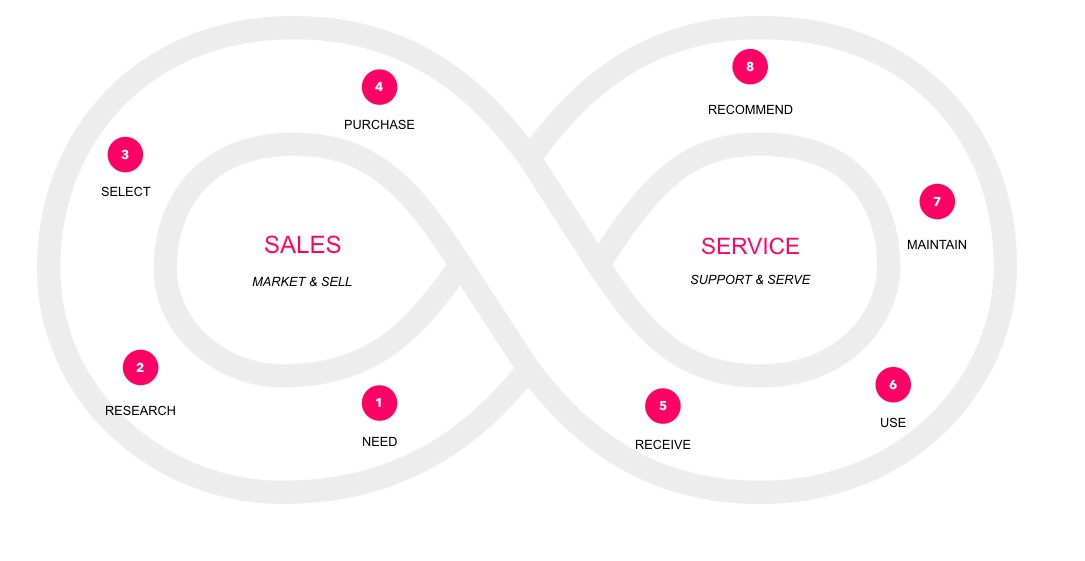 8
RECOMMEND
4
PURCHASE
3
SELECT
7
MAINTAIN
SALES
MARKET & SELL
SERVICE
SUPPORT & SERVE
2
RESEARCH
1
NEED
5
RECEIVE
6
USE